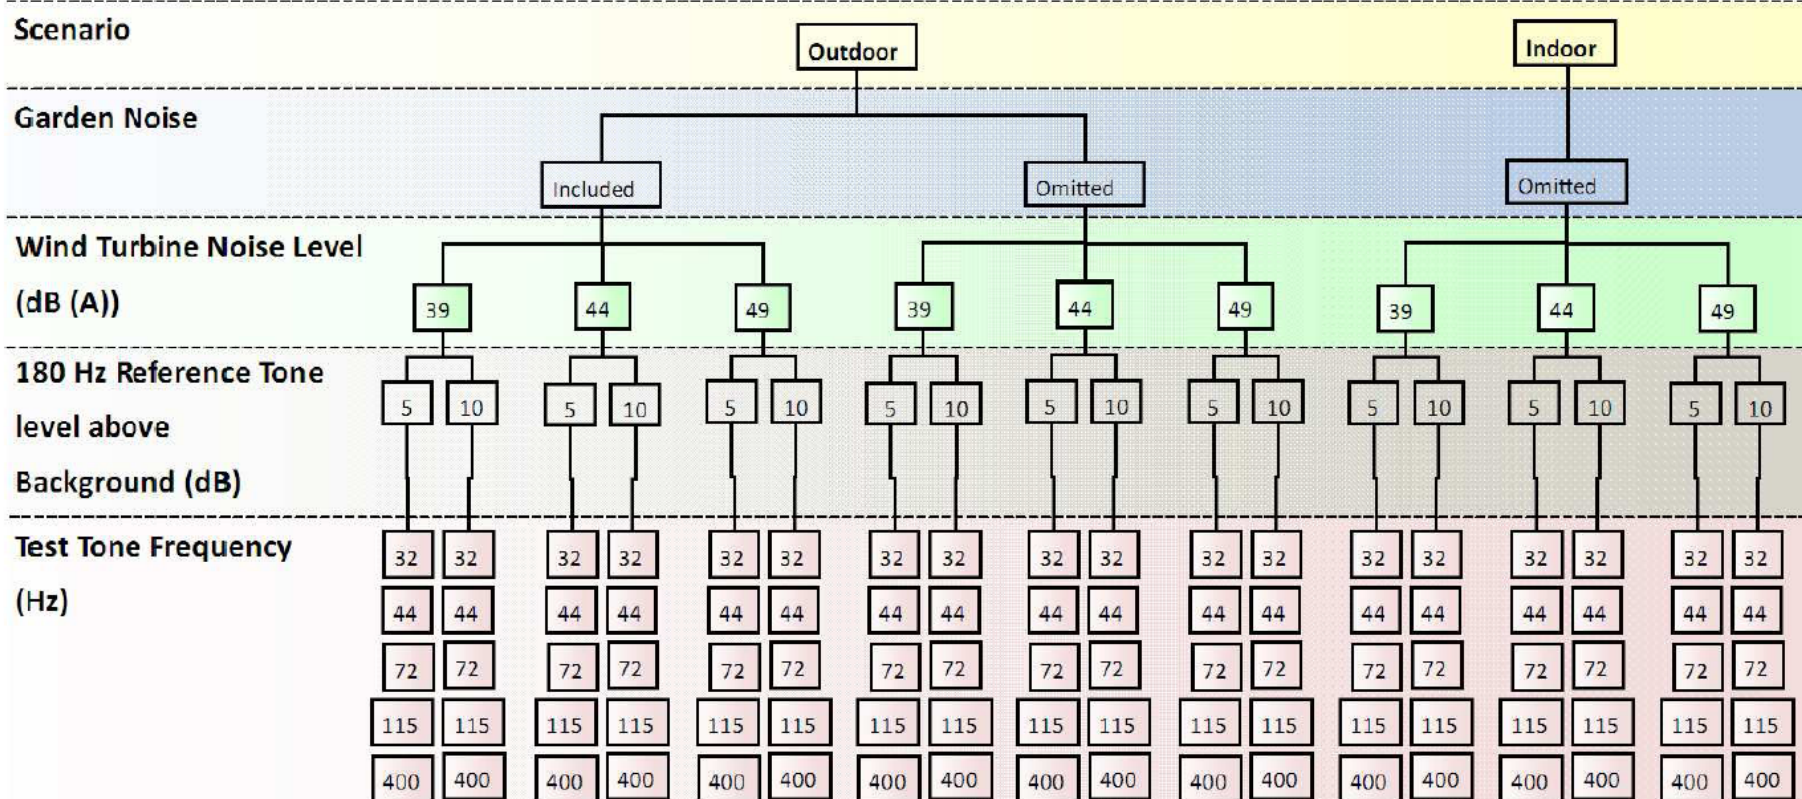 Scenario
Outdoor Indoor
Garden Noise
Included Omitted Omitted
Wind Turbine Noise Level
(dB (A))
39 44 49 39 44 49 39 44 49
180 Hz Reference Tone
level above
Background (dB)
5 10 5 10 5 10 5 10 5 10 5 10 5 10 5 10 5 10
Test Tone Frequency
(Hz)
32 32 32 32 32 32 32 32 32 32 32 32 32 32 32 32 32 32
44 44 44 44 44 44 44 44 44 44 44 44 44 44 44 44 44 44
72 72 72 72 72 72 72 72 72 72 72 72 72 72 72 72 72 72
115 115 115 115 115 115 115 115 115 115 115 115 115 115 115 115 115 115
400 400 400 400 400 400 400 400 400 400 400 400 400 400 400 400 400 400